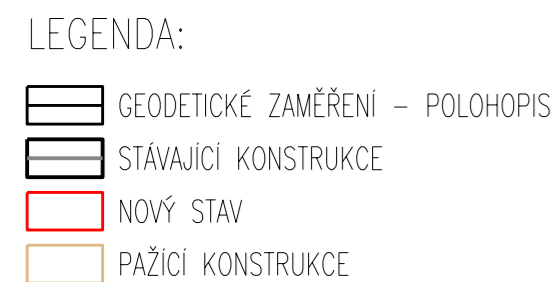 LEGENDA:
GEODETICKÉ ZAMĚŘENÍ – POLOHOPIS
STÁVAJÍCÍ KONSTRUKCE
NOVÝ STAV
PAŽÍCÍ KONSTRUKCE